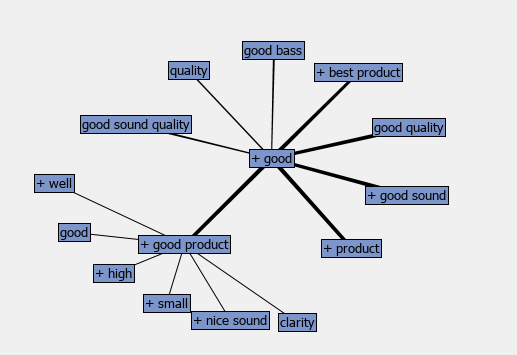 good bass
quality
+ best product
good sound quality
good quality
+ good
+ well
+ good sound
good
+ good product
+ product
+ high
+ small
+ nice sound
clarity